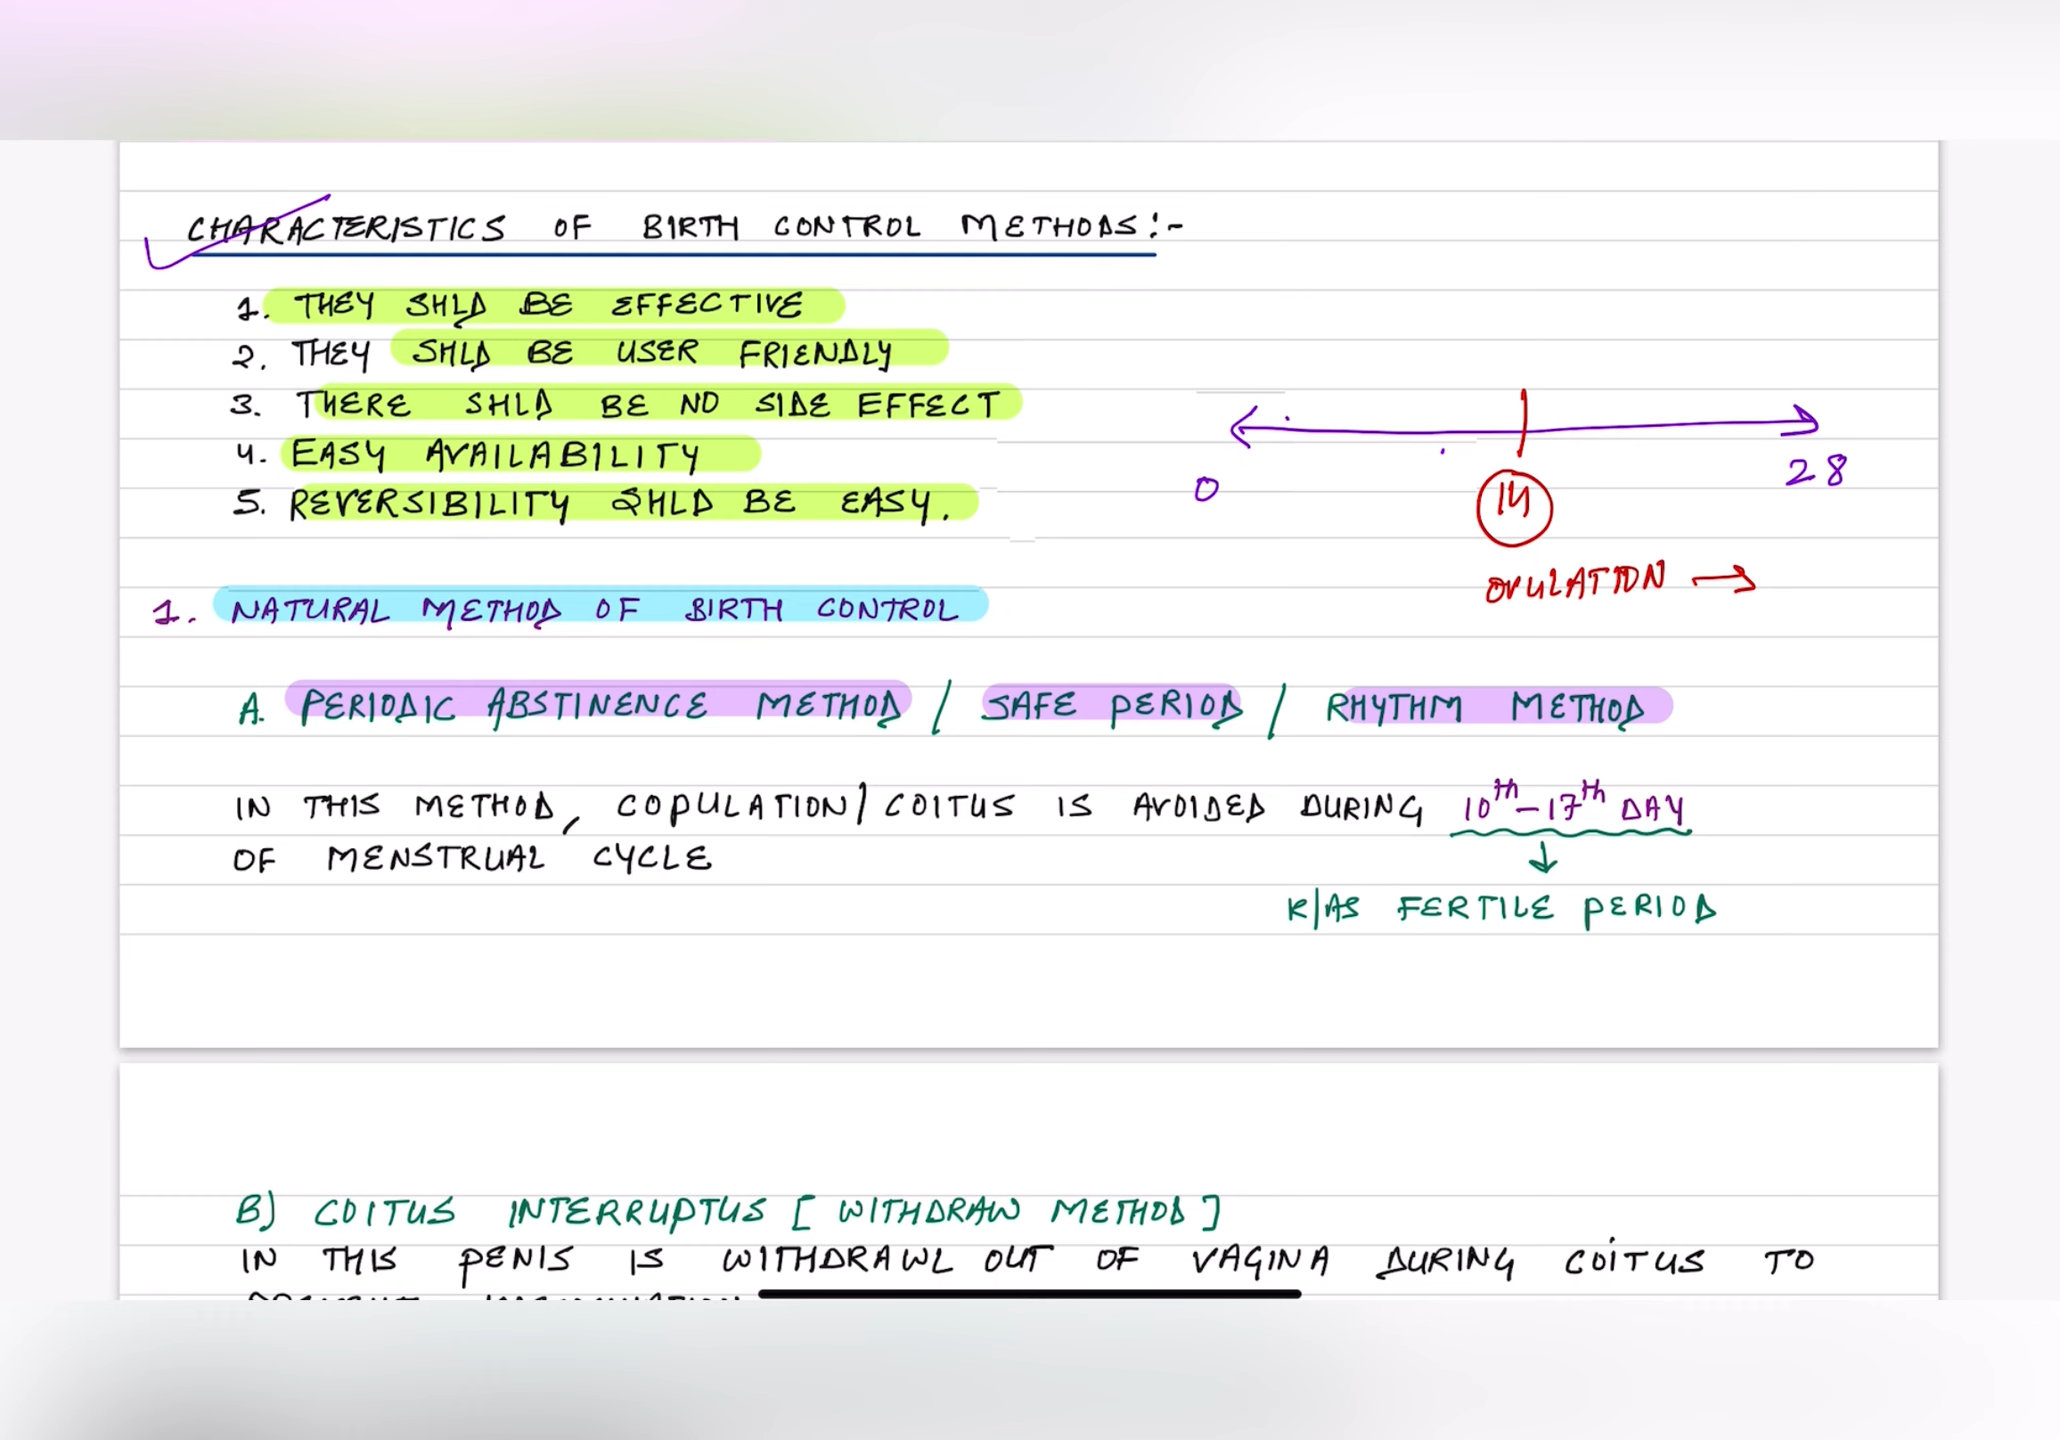 CHARACTERISTICS OF BIRTH CONTROL METHODS:-
1. THEY SHLD BE EFFECTIVE
2. THEY SHLD BE USER FRIENDLY
3. THERE SHLD BE NO SIDE EFFECT
4. EASY AVAILABILITY
5. REVERSIBILITY SHLD BE EASY.
0 14 28
OVULATION →
1. NATURAL METHOD OF BIRTH CONTROL
A. PERIODIC ABSTINENCE METHOD / SAFE PERIOD / RHYTHM METHOD
IN THIS METHOD, COPULATION/COITUS IS AVOIDED DURING 10th-17th DAY
OF MENSTRUAL CYCLE
↓
K/AS FERTILE PERIOD
B) COITUS INTERRUPTUS [WITHDRAW METHOD]
IN THIS PENIS IS WITHDRAWL OUT OF VAGINA DURING COITUS TO